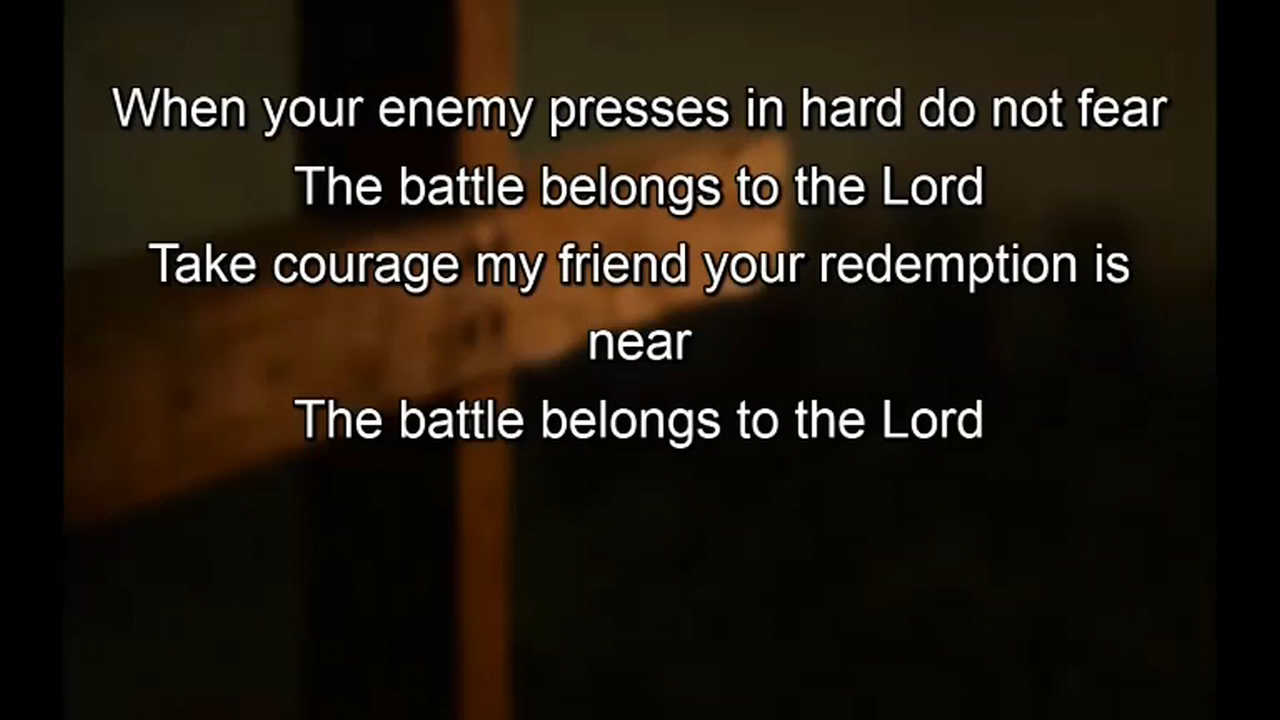 When your enemy presses in hard do not fear
The battle belongs to the Lord
Take courage my friend your redemption is
near
The battle belongs to the Lord